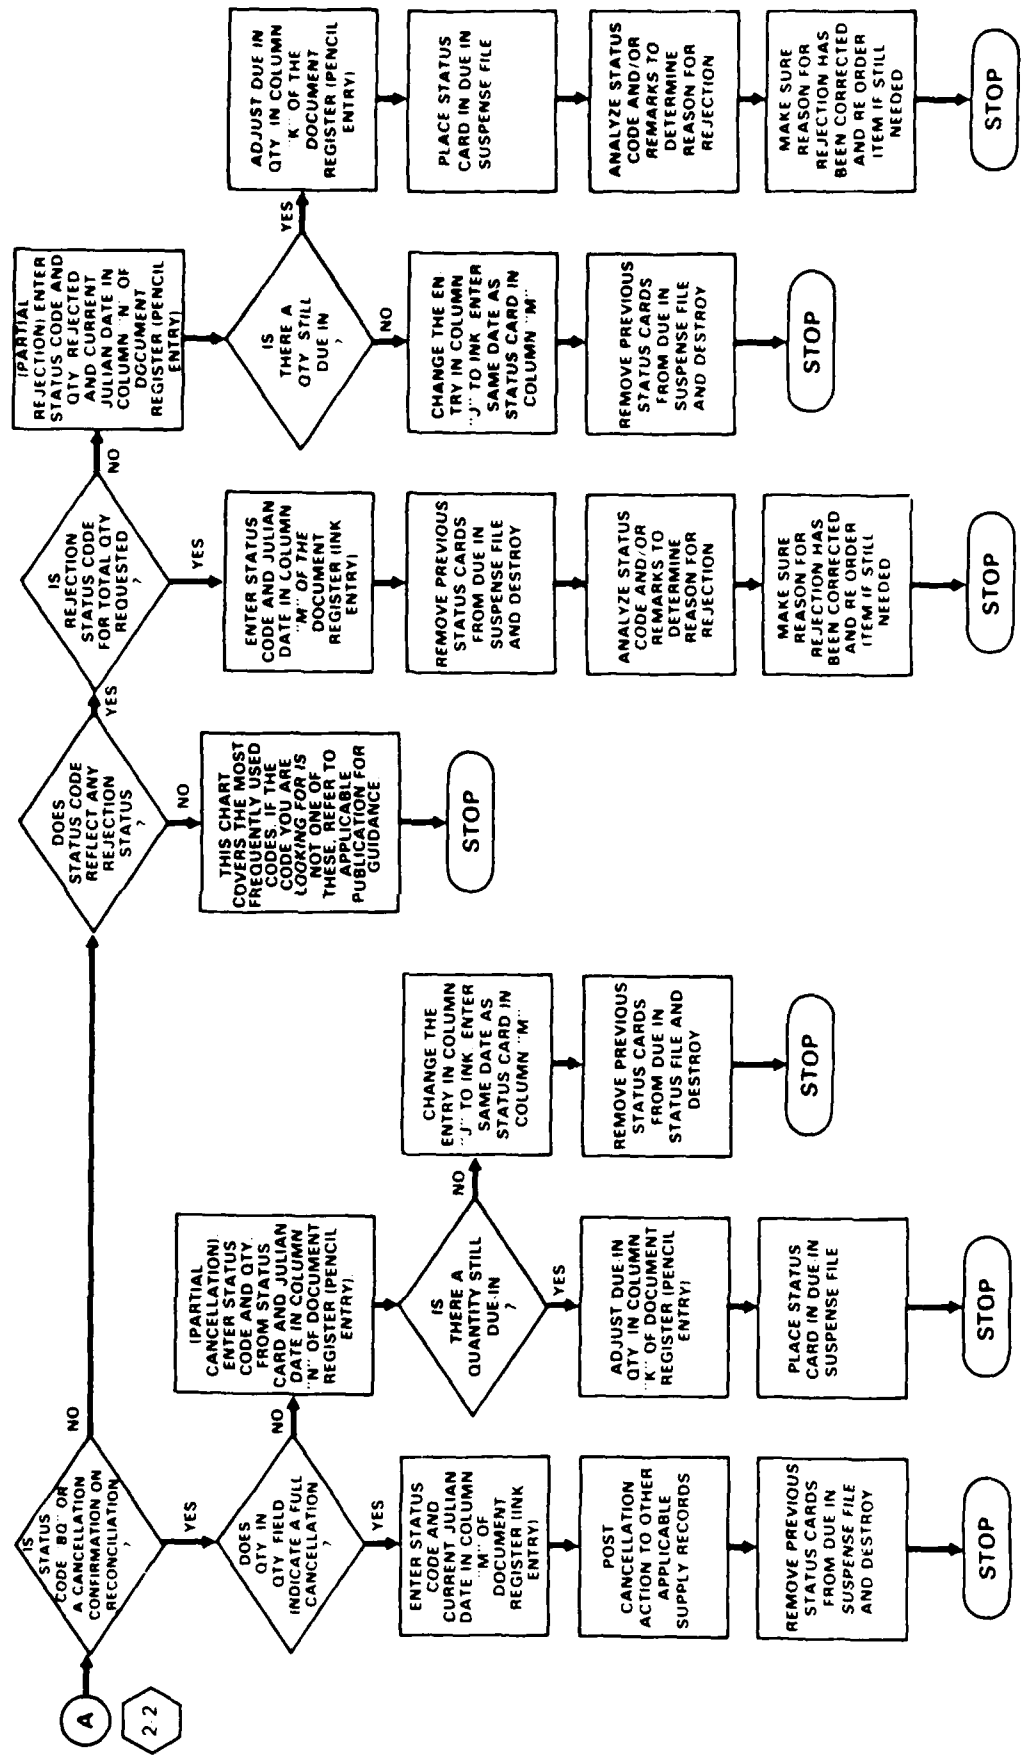 A
2-2
IS
STATUS
CODE "BQ" OR
A CANCELLATION
CONFIRMATION ON
RECONCILIATION
?
NO
YES
DOES
QTY IN
QTY FIELD
INDICATE A FULL
CANCELLATION
?
NO
YES
ENTER STATUS
CODE AND
CURRENT JULIAN
DATE IN COLUMN
"M" OF
DOCUMENT
REGISTER (INK
ENTRY)
POST
CANCELLATION
ACTION TO OTHER
APPLICABLE
SUPPLY RECORDS
REMOVE PREVIOUS
STATUS CARDS
FROM DUE IN
SUSPENSE FILE
AND DESTROY
STOP
(PARTIAL
CANCELLATION)
ENTER STATUS
CODE AND QTY
FROM STATUS
CARD AND JULIAN
DATE IN COLUMN
"N" OF DOCUMENT
REGISTER (PENCIL
ENTRY)
IS
THERE A
QUANTITY STILL
DUE-IN
?
NO
YES
ADJUST DUE-IN
QTY IN COLUMN
"K" OF DOCUMENT
REGISTER (PENCIL
ENTRY)
PLACE STATUS
CARD IN DUE-IN
SUSPENSE FILE
STOP
CHANGE THE
ENTRY IN COLUMN
"J" TO INK ENTER
SAME DATE AS
STATUS CARD IN
COLUMN "M"
REMOVE PREVIOUS
STATUS CARDS
FROM DUE IN
STATUS FILE AND
DESTROY
STOP
DOES
STATUS CODE
REFLECT ANY
REJECTION
STATUS
?
YES
NO
THIS CHART
COVERS THE MOST
FREQUENTLY USED
CODES. IF THE
CODE YOU ARE
LOOKING FOR IS
NOT ONE OF
THESE, REFER TO
APPLICABLE
PUBLICATION FOR
GUIDANCE
STOP
IS
REJECTION
STATUS CODE
FOR TOTAL QTY
REQUESTED
?
NO
YES
ENTER STATUS
CODE AND JULIAN
DATE IN COLUMN
"M" OF THE
DOCUMENT
REGISTER (INK
ENTRY)
REMOVE PREVIOUS
STATUS CARDS
FROM DUE IN
SUSPENSE FILE
AND DESTROY
ANALYZE STATUS
CODE AND/OR
REMARKS TO
DETERMINE
REASON FOR
REJECTION
MAKE SURE
REASON FOR
REJECTION HAS
BEEN CORRECTED
AND RE ORDER
ITEM IF STILL
NEEDED
STOP
(PARTIAL
REJECTION) ENTER
STATUS CODE AND
QTY REJECTED
AND CURRENT
JULIAN DATE IN
COLUMN "N" OF
DOCUMENT
REGISTER (PENCIL
ENTRY)
IS
THERE A
QTY STILL
DUE IN
?
YES
NO
CHANGE THE EN
TRY IN COLUMN
"J" TO INK ENTER
SAME DATE AS
STATUS CARD IN
COLUMN "M"
REMOVE PREVIOUS
STATUS CARDS
FROM DUE IN
SUSPENSE FILE
AND DESTROY
STOP
ADJUST DUE IN
QTY IN COLUMN
"K" OF THE
DOCUMENT
REGISTER (PENCIL
ENTRY)
PLACE STATUS
CARD IN DUE IN
SUSPENSE FILE
ANALYZE STATUS
CODE AND/OR
REMARKS TO
DETERMINE
REASON FOR
REJECTION
MAKE SURE
REASON FOR
REJECTION HAS
BEEN CORRECTED
AND RE ORDER
ITEM IF STILL
NEEDED
STOP